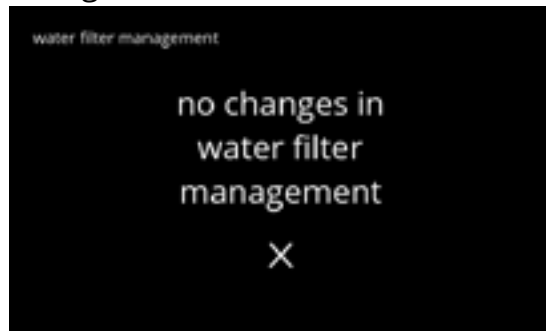 water filter management
no changes in
water filter
management